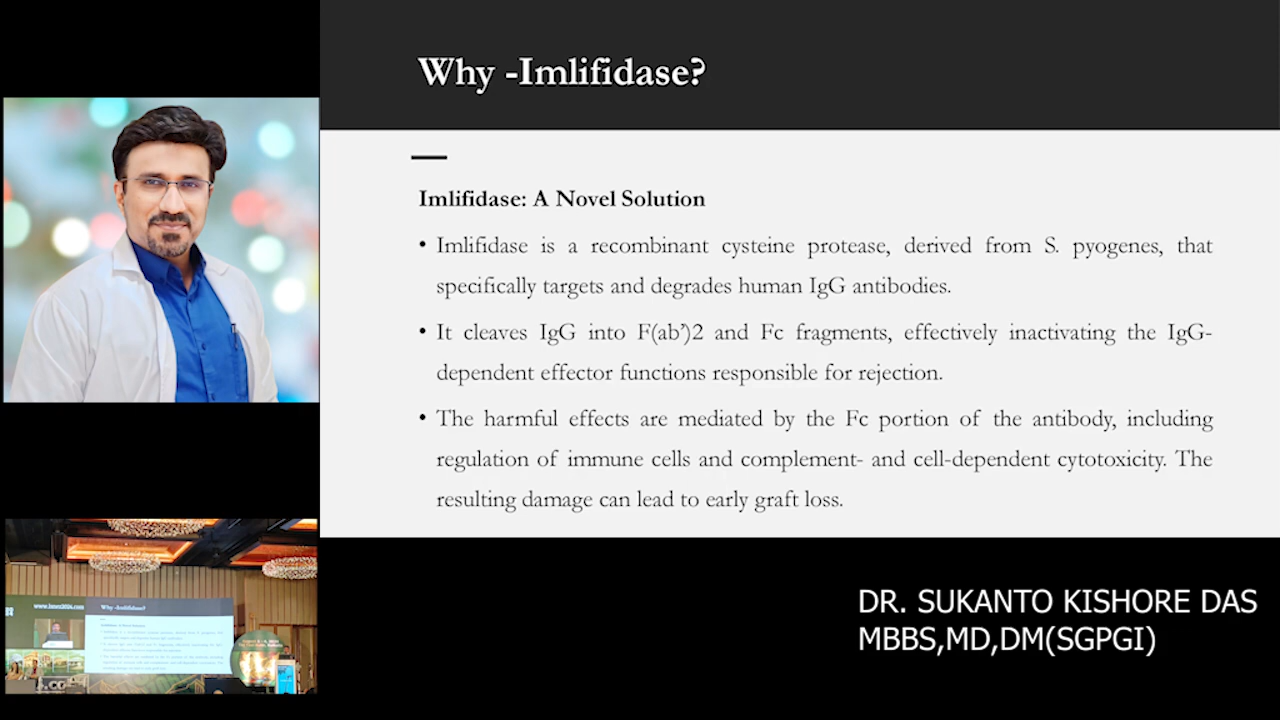 Why -Imlifidase?
Imlifidase: A Novel Solution
• Imlifidase is a recombinant cysteine protease, derived from S. pyogenes, that
specifically targets and degrades human IgG antibodies.
• It cleaves IgG into F(ab’)2 and Fc fragments, effectively inactivating the IgG-
dependent effector functions responsible for rejection.
• The harmful effects are mediated by the Fc portion of the antibody, including
regulation of immune cells and complement- and cell-dependent cytotoxicity. The
resulting damage can lead to early graft loss.
Why -Imlifidase?
DR. SUKANTO KISHORE DAS
MBBS,MD,DM(SGPGI)